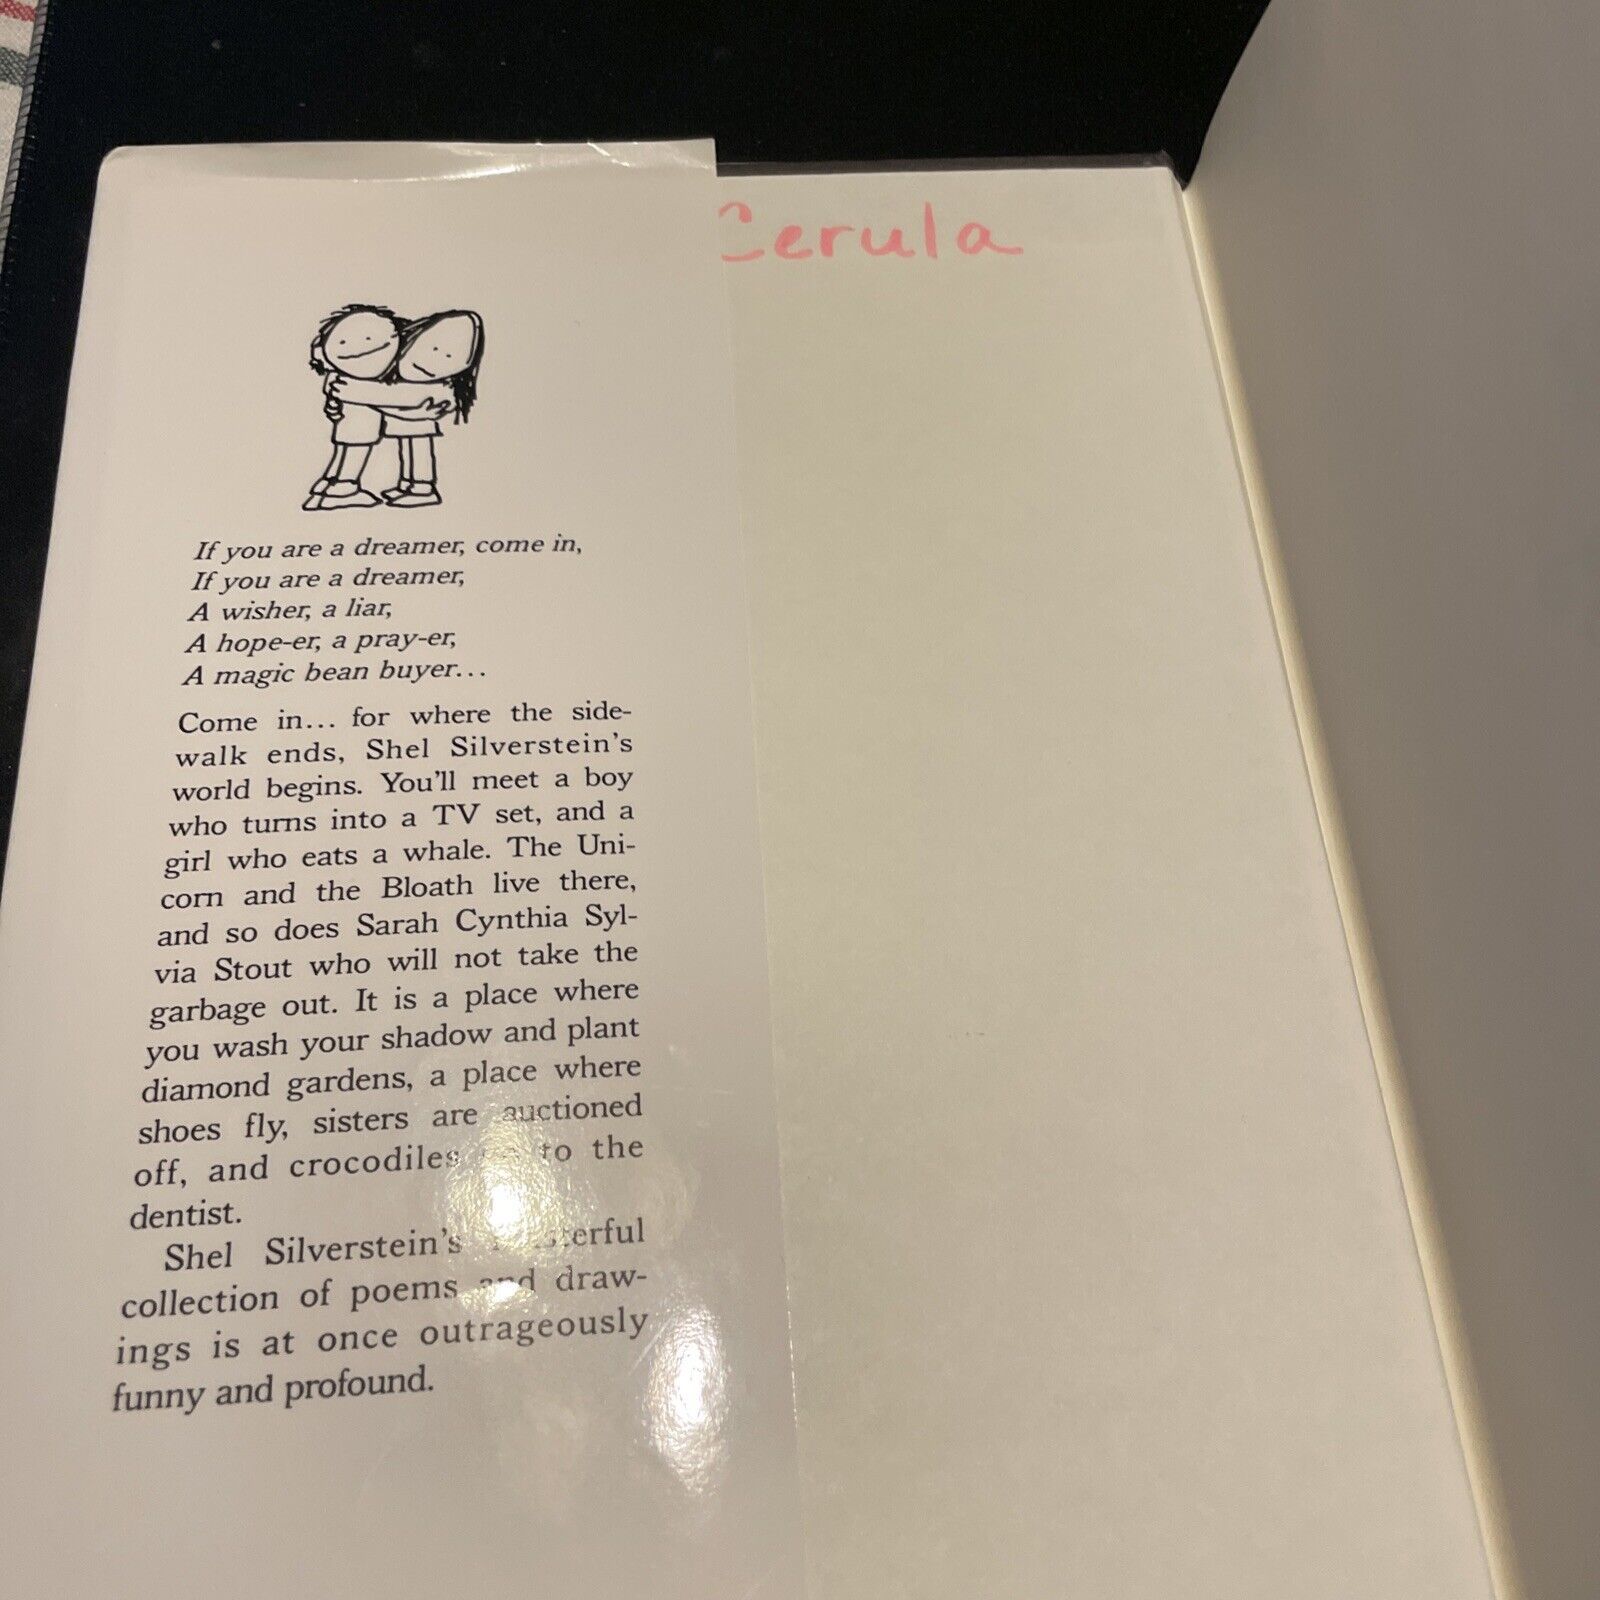 Cerula
If you are a dreamer, come in,
If you are a dreamer,
A wisher, a liar,
A hope-er, a pray-er,
A magic bean buyer...
Come in... for where the side-
walk ends, Shel Silverstein's
world begins. You'll meet a boy
who turns into a TV set, and a
girl who eats a whale. The Uni-
corn and the Bloath live there,
and so does Sarah Cynthia Syl-
via Stout who will not take the
garbage out. It is a place where
you wash your shadow and plant
diamond gardens, a place where
shoes fly, sisters are auctioned
off, and crocodiles to the
dentist.
Shel Silverstein's
collection of poems and draw-
ings is at once outrageously
funny and profound.